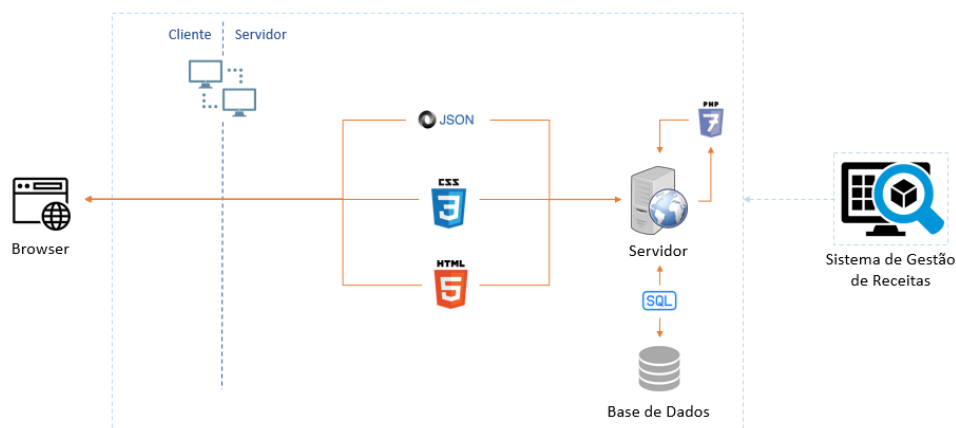 Cliente
Servidor
JSON
PHP
7
CSS
3
HTML
5
Browser
Servidor
Sistema de Gestão
de Receitas
SQL
Base de Dados